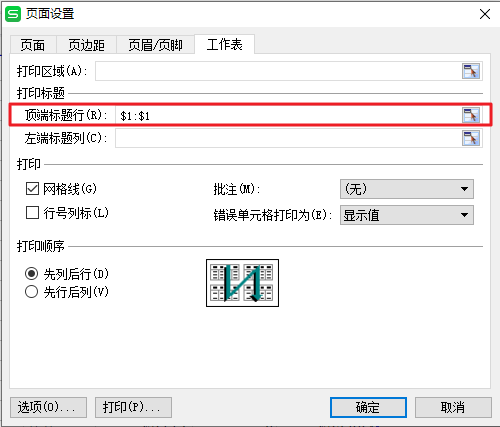 页面设置
页面 页边距 页眉/页脚 工作表
打印区域(A):
打印标题
顶端标题行(R): $1:$1
左端标题列(C):
打印
网格线(G) 批注(M): (无)
行号列标(L) 错误单元格打印为(E): 显示值
打印顺序
先列后行(D)
先行后列(V)
选项(O)... 打印(P)... 确定 取消